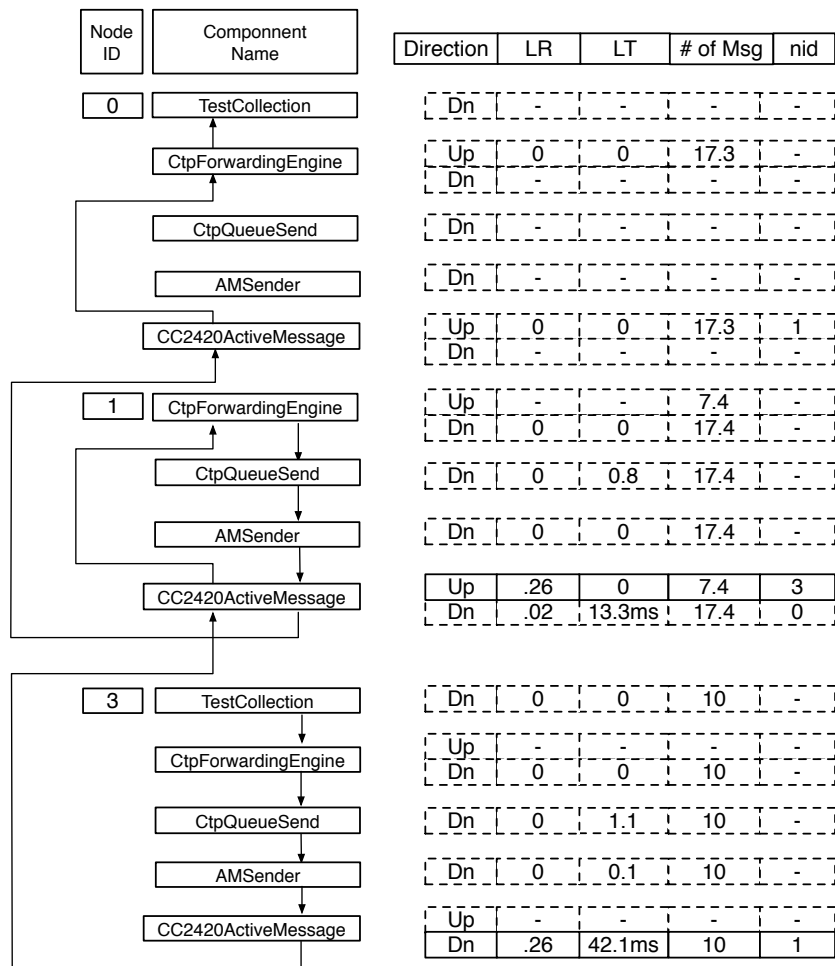 Node ID Componnent Name Direction LR LT # of Msg nid
0 TestCollection Dn - - - -
CtpForwardingEngine Up 0 0 17.3 -
Dn - - - -
CtpQueueSend Dn - - - -
AMSender Dn - - - -
CC2420ActiveMessage Up 0 0 17.3 1
Dn - - - -
1 CtpForwardingEngine Up - - 7.4 -
Dn 0 0 17.4 -
CtpQueueSend Dn 0 0.8 17.4 -
AMSender Dn 0 0 17.4 -
CC2420ActiveMessage Up .26 0 7.4 3
Dn .02 13.3ms 17.4 0
3 TestCollection Dn 0 0 10 -
CtpForwardingEngine Up - - - -
Dn 0 0 10 -
CtpQueueSend Dn 0 1.1 10 -
AMSender Dn 0 0.1 10 -
CC2420ActiveMessage Up - - - -
Dn .26 42.1ms 10 1